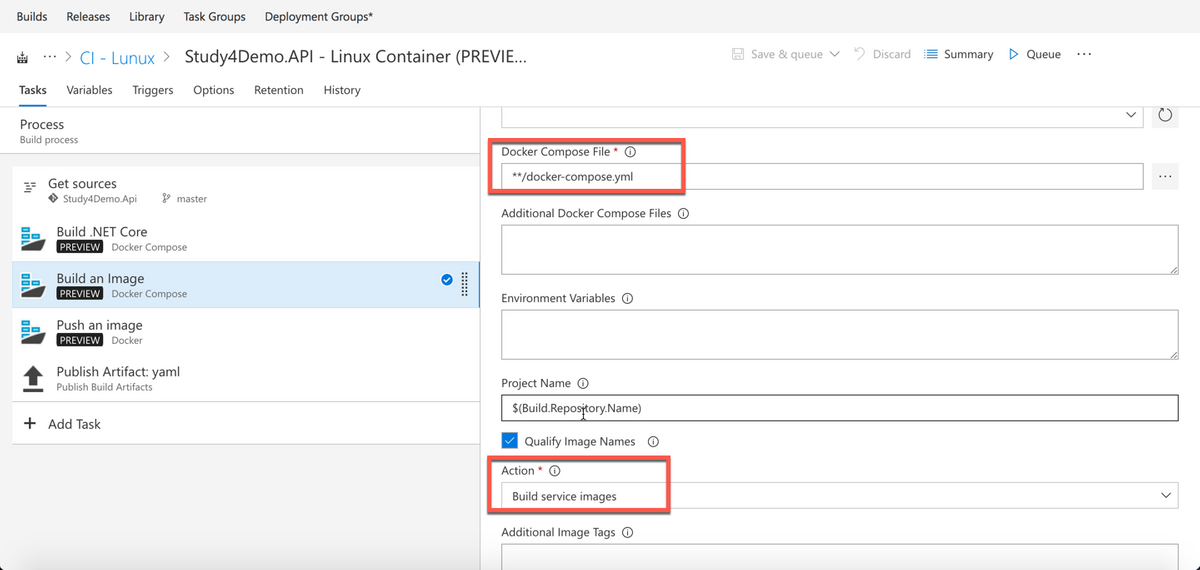 Builds Releases Library Task Groups Deployment Groups*
··· > CI - Lunux > Study4Demo.API - Linux Container (PREVIE...
Save & queue Discard Summary Queue ···
Tasks Variables Triggers Options Retention History
Process
Build process
Get sources
Study4Demo.Api master
Build .NET Core
PREVIEW Docker Compose
Build an Image
PREVIEW Docker Compose
Push an image
PREVIEW Docker
Publish Artifact: yaml
Publish Build Artifacts
+ Add Task
Docker Compose File *
**/docker-compose.yml
...
Additional Docker Compose Files
Environment Variables
Project Name
$(Build.Repository.Name)
Qualify Image Names
Action *
Build service images
Additional Image Tags